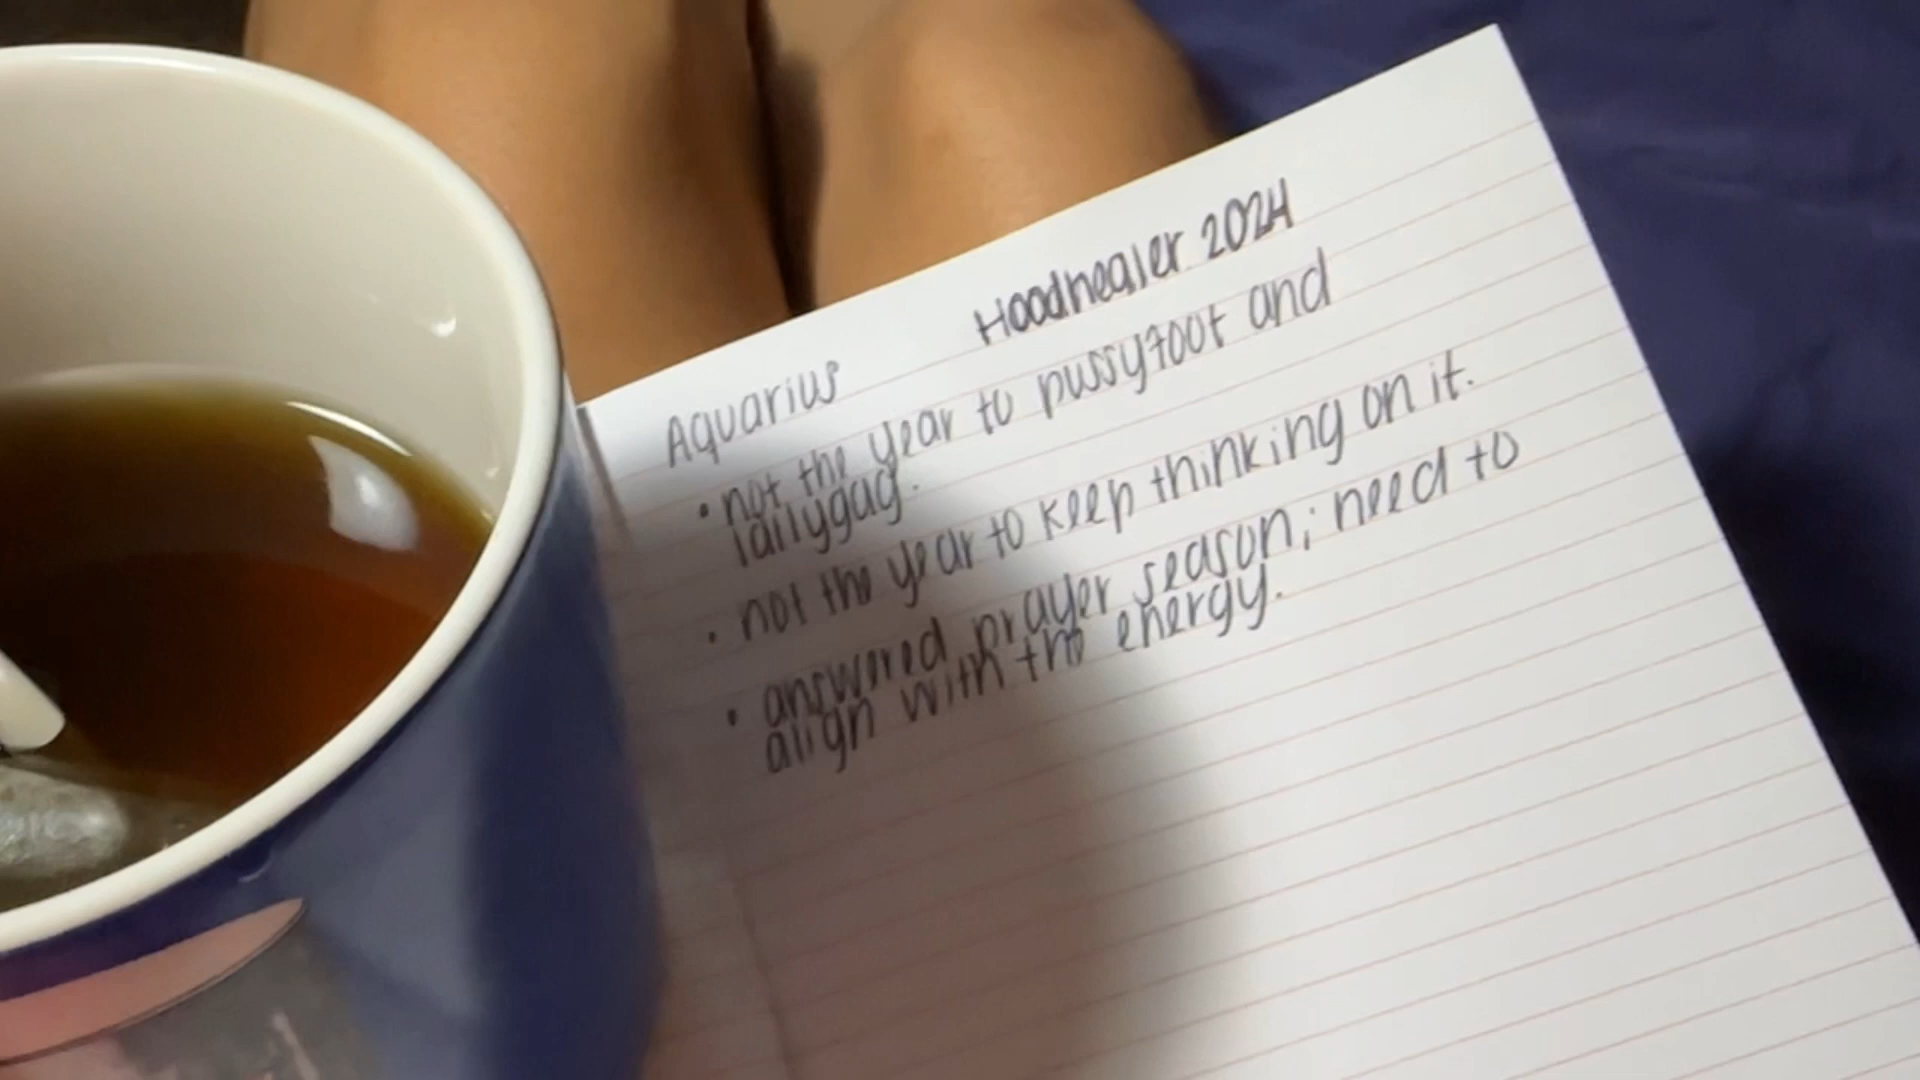 Hoodhealer 2024
Aquarius
• not the year to pussyfoot and
lallygag.
• not the year to keep thinking on it.
• answered prayer season; need to
align with the energy.